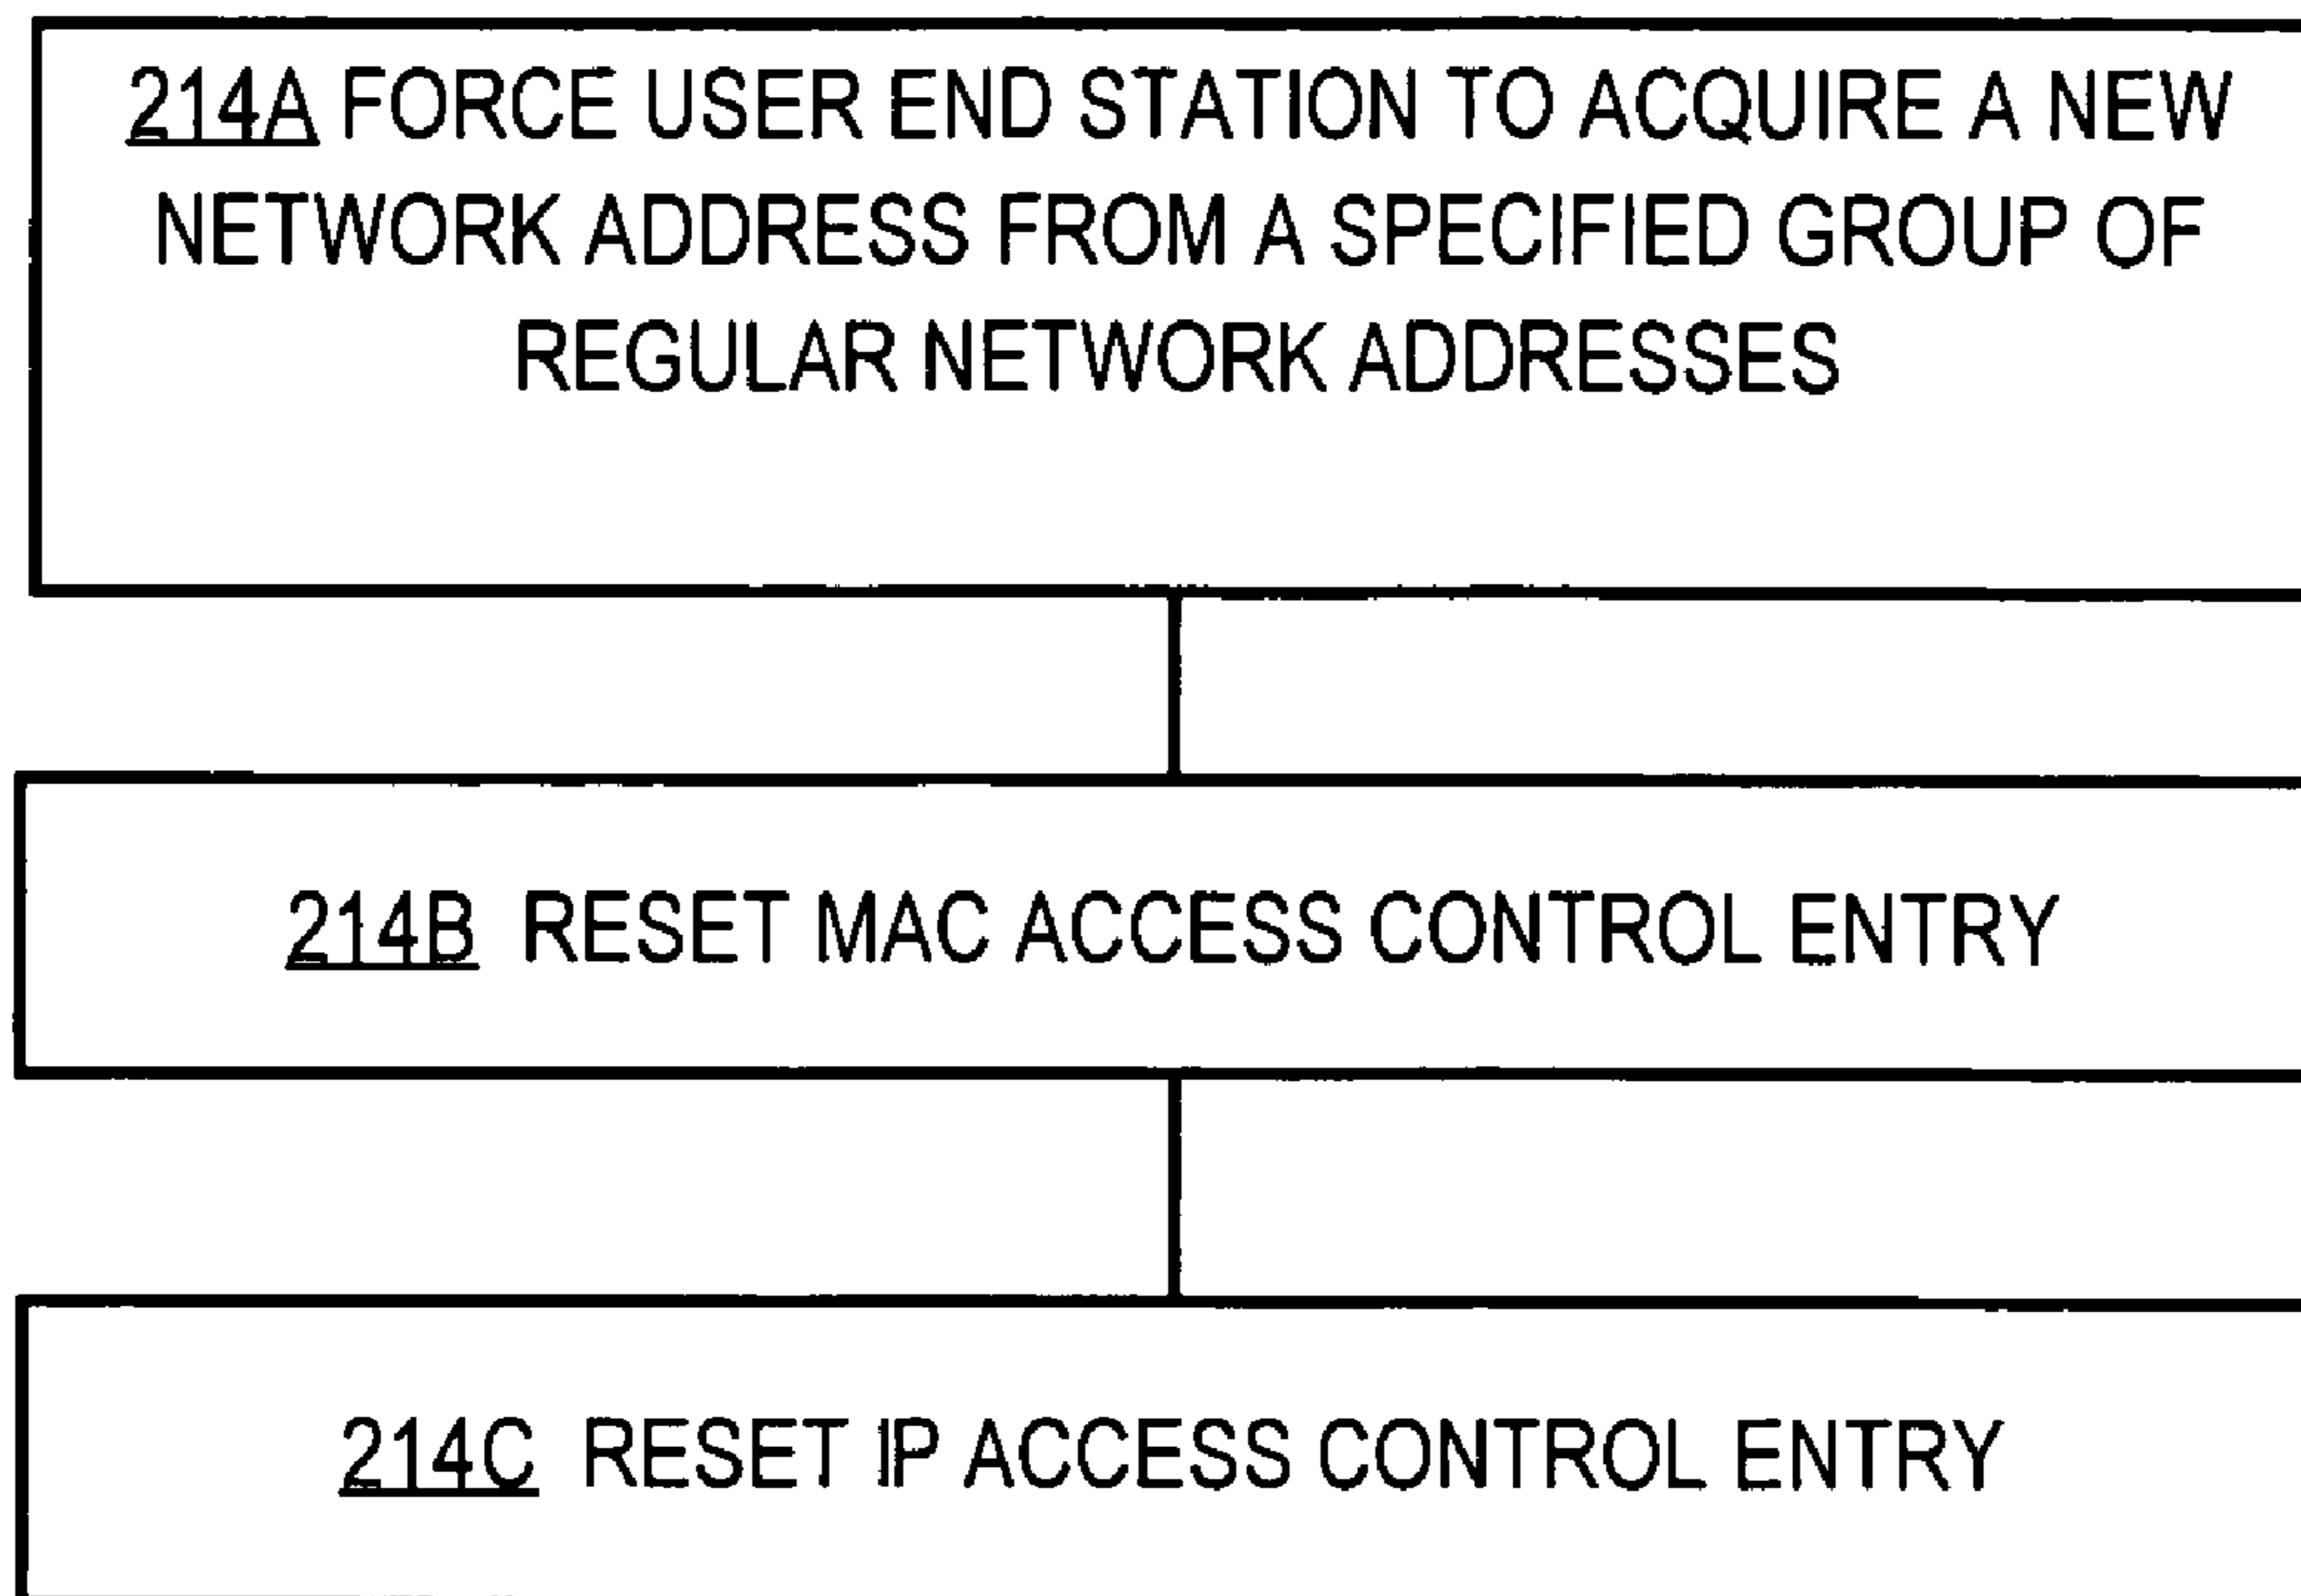 214A FORCE USER END STATION TO ACQUIRE A NEW
NETWORK ADDRESS FROM A SPECIFIED GROUP OF
REGULAR NETWORK ADDRESSES
214B RESET MAC ACCESS CONTROL ENTRY
214C RESET IP ACCESS CONTROL ENTRY